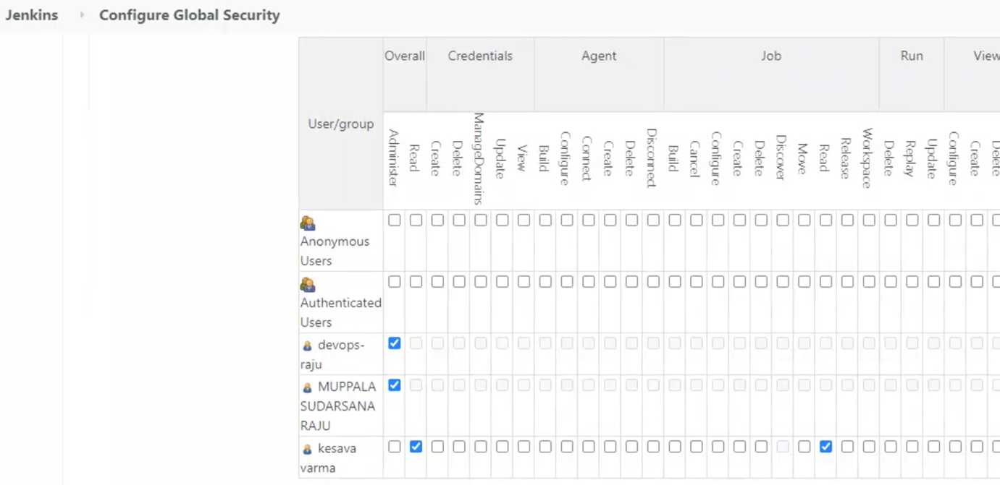 Jenkins Configure Global Security
Overall Credentials Agent Job Run View
User/group
Administer Read Create Delete ManageDomains Update View Build Configure Connect Create Delete Disconnect Build Cancel Configure Create Delete Discover Move Read Release Workspace Delete Replay Update Configure Create Delete
Anonymous
Users
Authenticated
Users
devops-
raju
MUPPALA
SUDARSANA
RAJU
kesava
varma